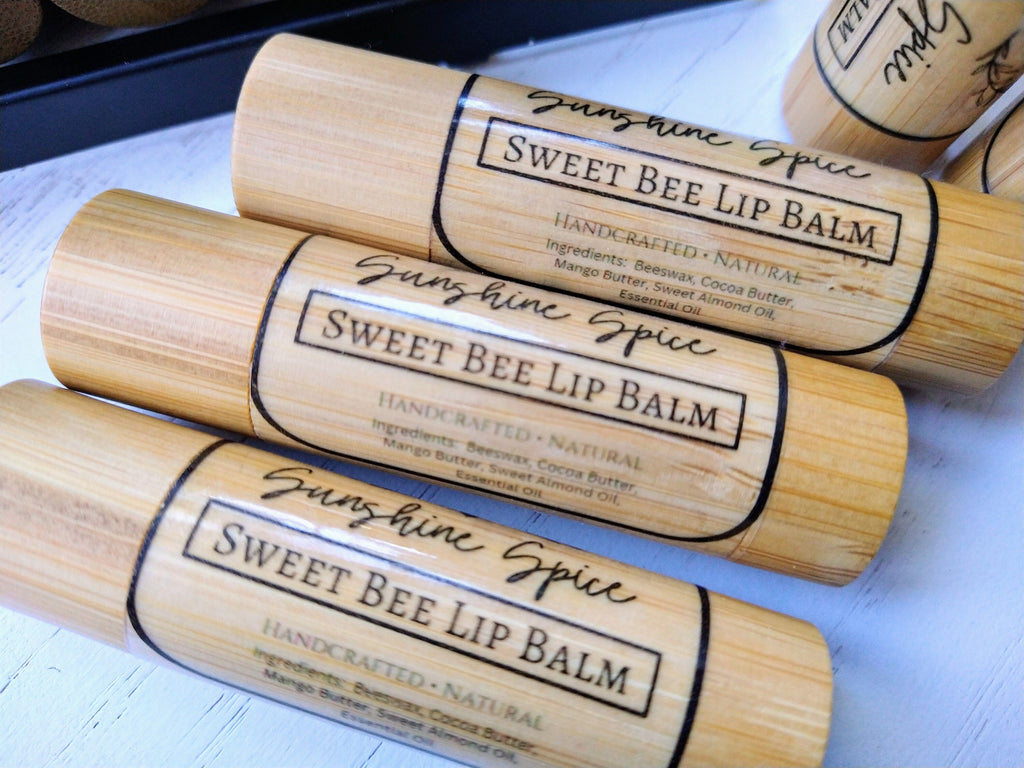 Sunshine Spice
SWEET BEE LIP BALM
HANDCRAFTED • NATURAL
Ingredients: Beeswax, Cocoa Butter,
Mango Butter, Sweet Almond Oil,
Essential Oil
Spice
BALM
Sunshine Spice
SWEET BEE LIP BALM
HANDCRAFTED • NATURAL
Ingredients: Beeswax, Cocoa Butter,
Mango Butter, Sweet Almond Oil,
Essential Oil
Sunshine Spice
SWEET BEE LIP BALM
HANDCRAFTED • NATURAL
Ingredients: Beeswax, Cocoa Butter,
Mango Butter, Sweet Almond Oil,
Essential Oil